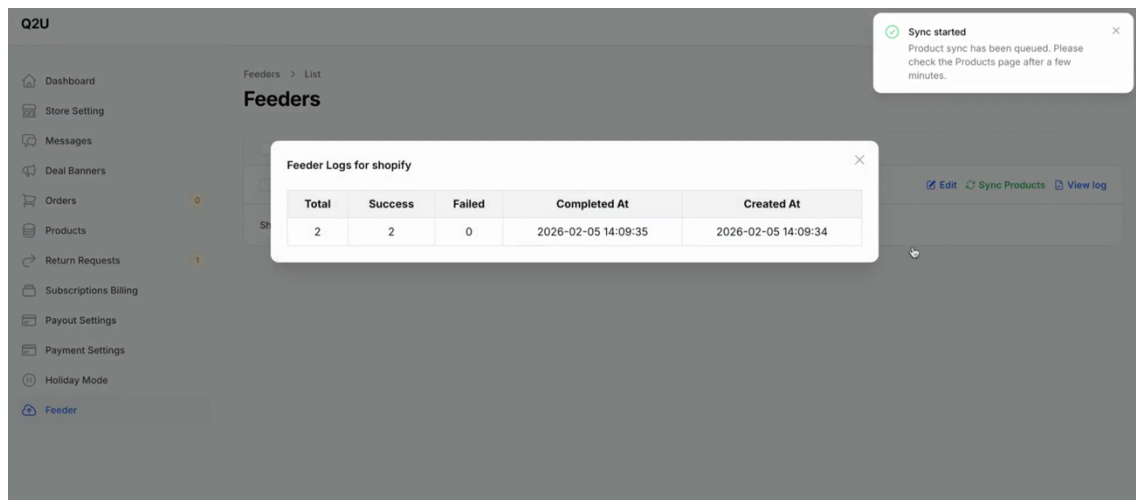 Q2U
Sync started
Product sync has been queued. Please
check the Products page after a few
minutes.
Dashboard
Store Setting
Messages
Deal Banners
Orders 0
Products
Return Requests 1
Subscriptions Billing
Payout Settings
Payment Settings
Holiday Mode
Feeder
Feeders > List
Feeders
Edit Sync Products View log
Sh
Feeder Logs for shopify
Total Success Failed Completed At Created At
2 2 0 2026-02-05 14:09:35 2026-02-05 14:09:34